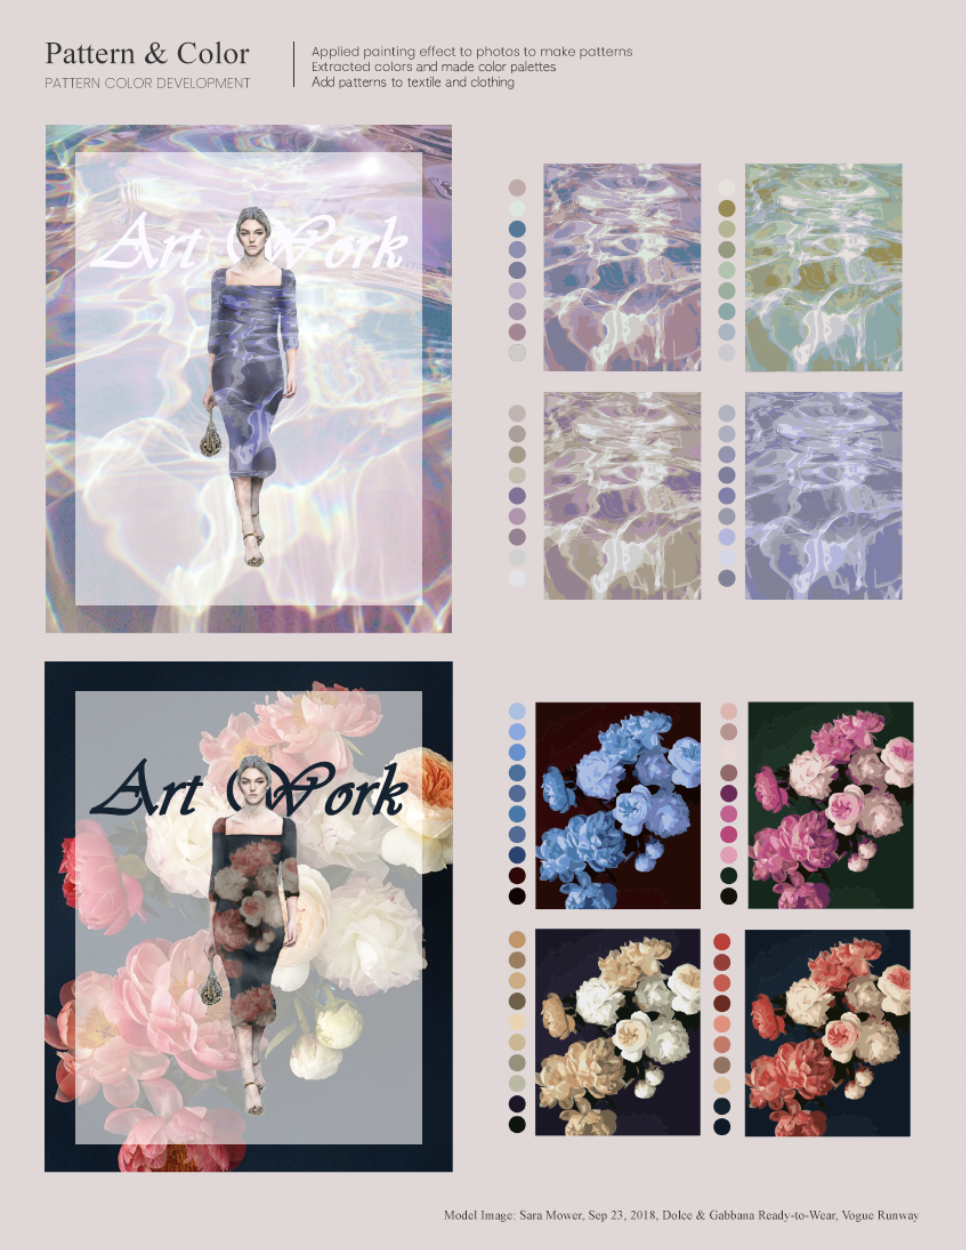 Pattern & Color
PATTERN COLOR DEVELOPMENT
Applied painting effect to photos to make patterns
Extracted colors and made color palettes
Add patterns to textile and clothing
Art Work
Art Work
Model Image: Sara Mower, Sep 23, 2018, Dolce & Gabbana Ready-to-Wear, Vogue Runway